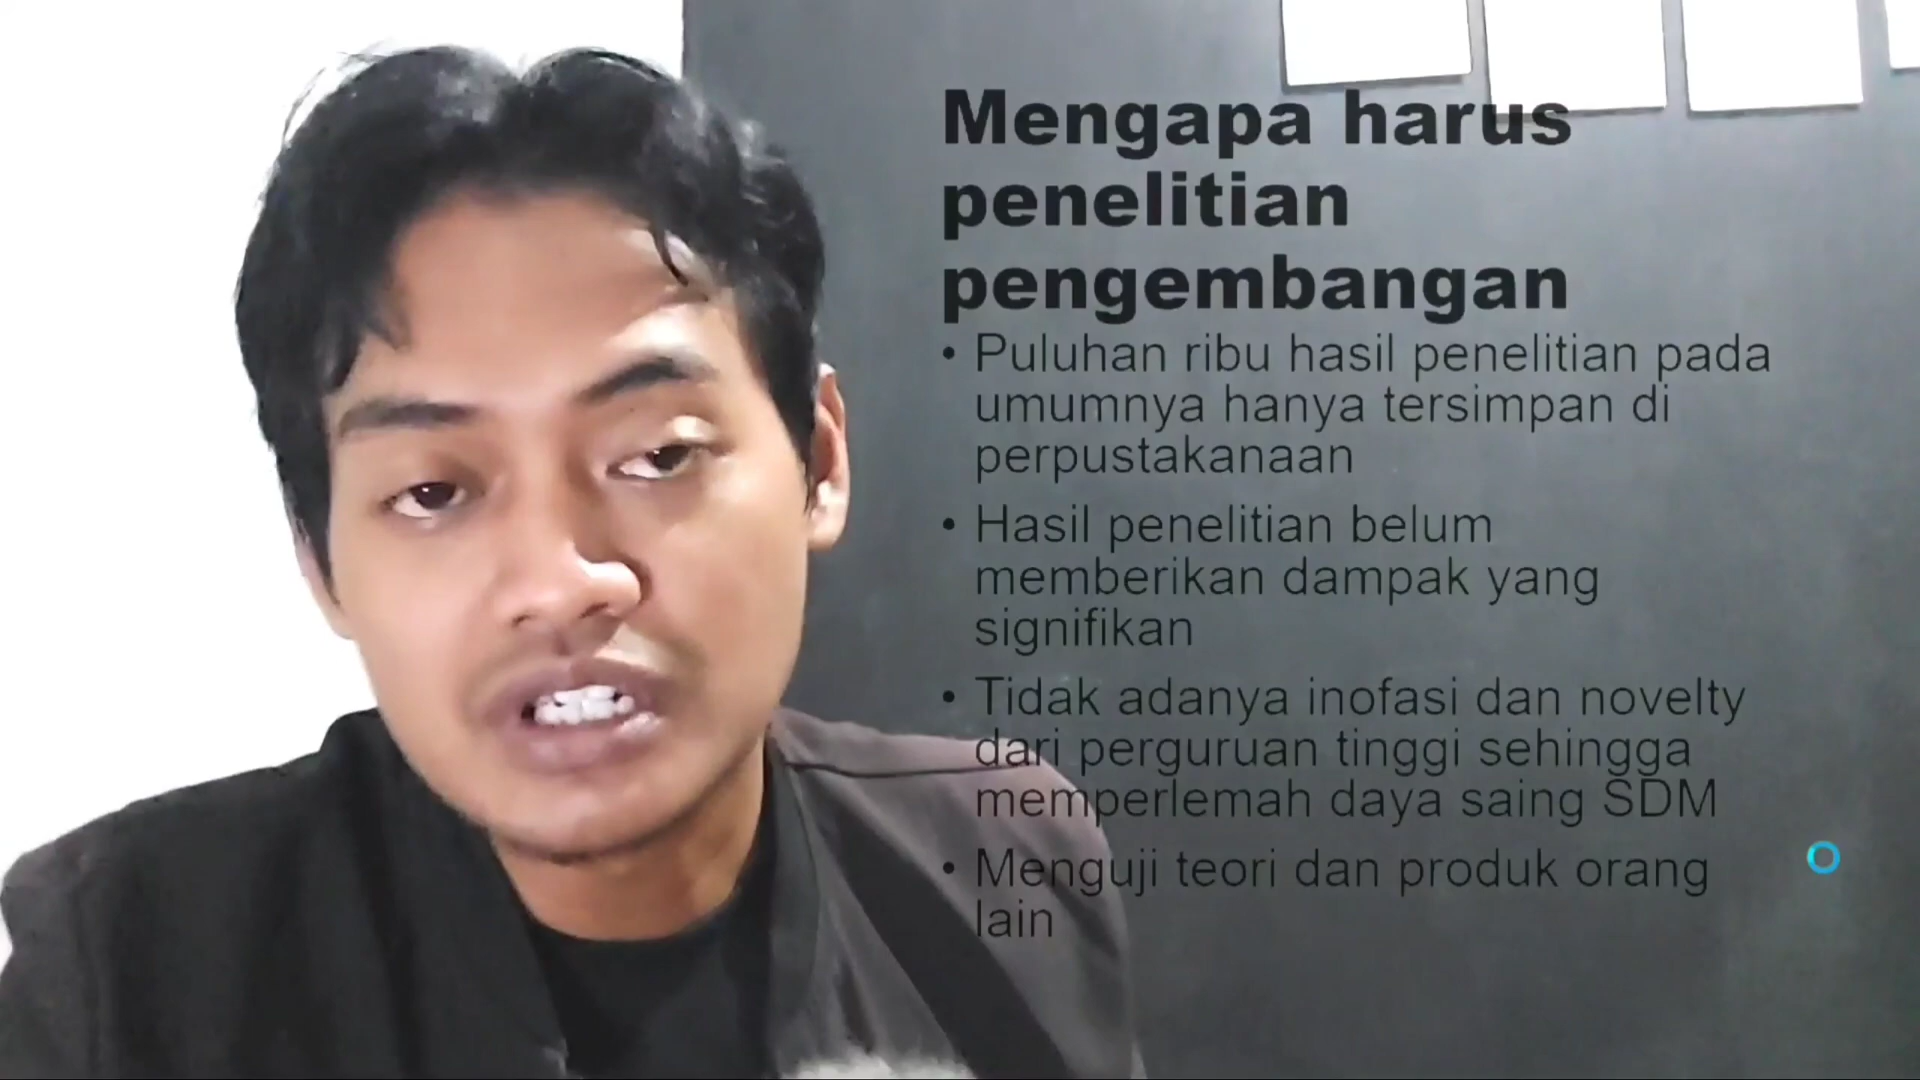 Mengapa harus
penelitian
pengembangan
• Puluhan ribu hasil penelitian pada
umumnya hanya tersimpan di
perpustakanaan
• Hasil penelitian belum
memberikan dampak yang
signifikan
• Tidak adanya inofasi dan novelty
dari perguruan tinggi sehingga
memperlemah daya saing SDM
• Menguji teori dan produk orang
lain